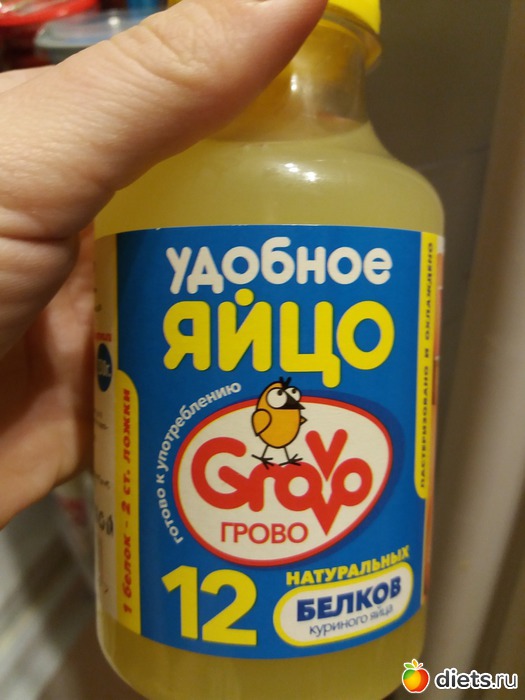 УДОБНОЕ
ЯЙЦО
готово к употреблению
Grovo
ГРОВО
12
НАТУРАЛЬНЫХ
БЕЛКОВ
куриного яйца
1 белок - 2 ст. ложки
ПАСТЕРИЗОВАНО И ОХЛАЖДЕНО
diets.ru